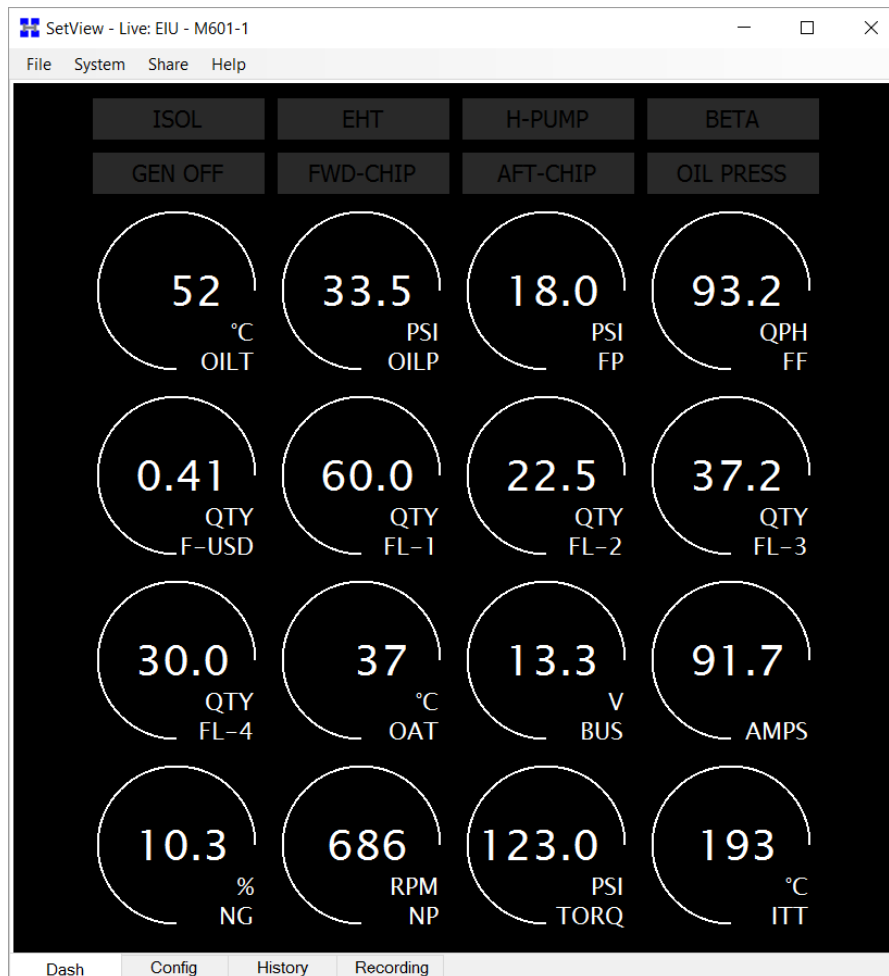 SetView - Live: EIU - M601-1
File System Share Help
ISOL EHT H-PUMP BETA
GEN OFF FWD-CHIP AFT-CHIP OIL PRESS
52 33.5 18.0 93.2
°C PSI PSI QPH
OILT OILP FP FF
0.41 60.0 22.5 37.2
QTY QTY QTY QTY
F-USD FL-1 FL-2 FL-3
30.0 37 13.3 91.7
QTY °C V
FL-4 OAT BUS AMPS
10.3 686 123.0 193
% RPM PSI °C
NG NP TORQ ITT
Dash Config History Recording